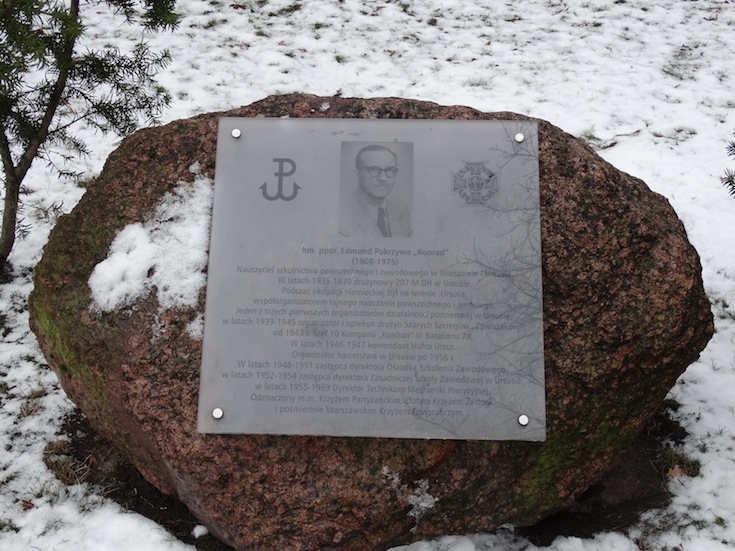 hm. ppor. Edmund Pokrzywa „Konrad"
(1908-1975)
Nauczyciel szkolnictwa powszechnego i zawodowego w Warszawie i Ursusie.
W latach 1935-1939 drużynowy 207 M DH w Ursusie.
Podczas okupacji niemieckiej był na terenie Ursusa
współorganizatorem tajnego nauczania powszechnego i średniego.
Jeden z trzech pierwszych organizatorów działalności podziemnej w Ursusie,
w latach 1939-1945 organizator i opiekun drużyn Szarych Szeregów „Zawiszaków",
od 1943 r. Szef 10 Kompanii „Kordian" III Batalionu AK.
W latach 1946-1947 komendant Hufca Ursus.
Organizator harcerstwa w Ursusie po 1956 r.
W latach 1948-1951 zastępca dyrektora Ośrodka Szkolenia Zawodowego,
w latach 1952-1954 zastępca dyrektora Zasadniczej Szkoły Zawodowej w Ursusie,
w latach 1955-1969 Dyrektor Technikum Mechaniki Precyzyjnej.
Odznaczony m.in. Krzyżem Partyzanckim, Złotym Krzyżem Zasługi
i pośmiertnie Warszawskim Krzyżem Powstańczym.